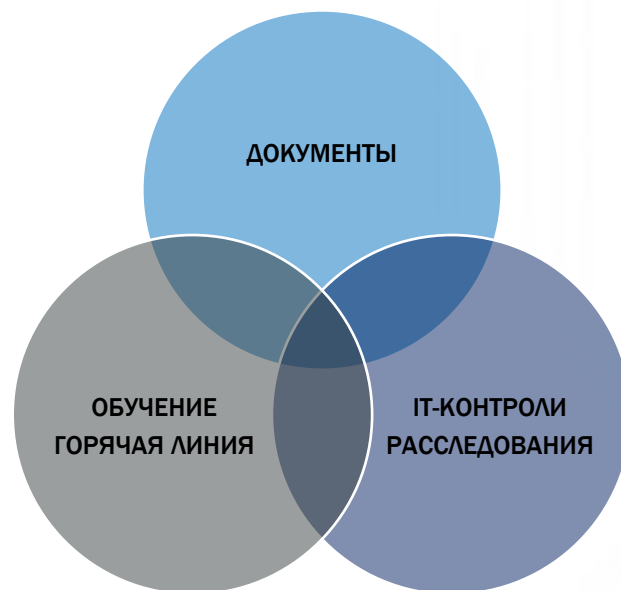 ДОКУМЕНТЫ
ОБУЧЕНИЕ
ГОРЯЧАЯ ЛИНИЯ
IT-КОНТРОЛИ
РАССЛЕДОВАНИЯ